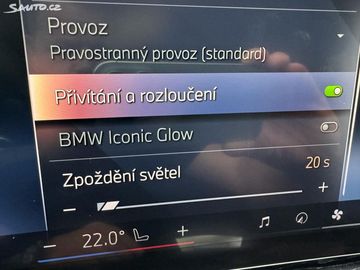 SAUTO.CZ
Provoz
Pravostranný provoz (standard)
Přivítání a rozloučení
BMW Iconic Glow
Zpoždění světel
20 s
− +
− 22.0° +